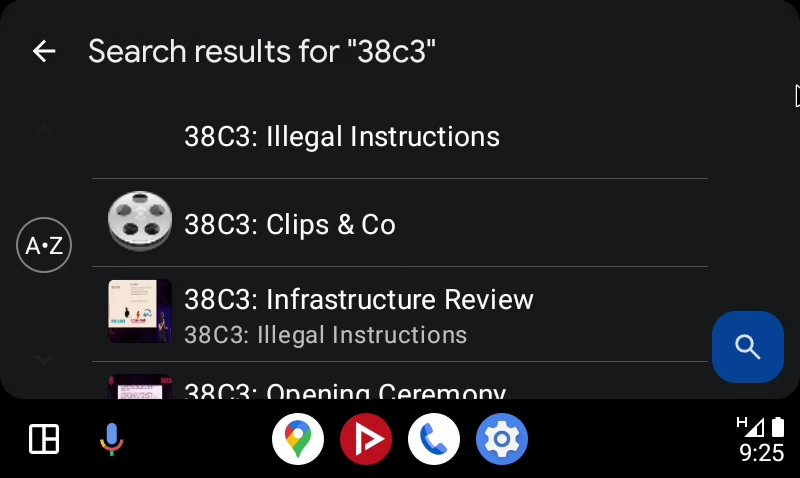 Search results for "38c3"
38C3: Illegal Instructions
38C3: Clips & Co
A•Z
38C3: Infrastructure Review
38C3: Illegal Instructions
38C3: Opening Ceremony
H
9:25